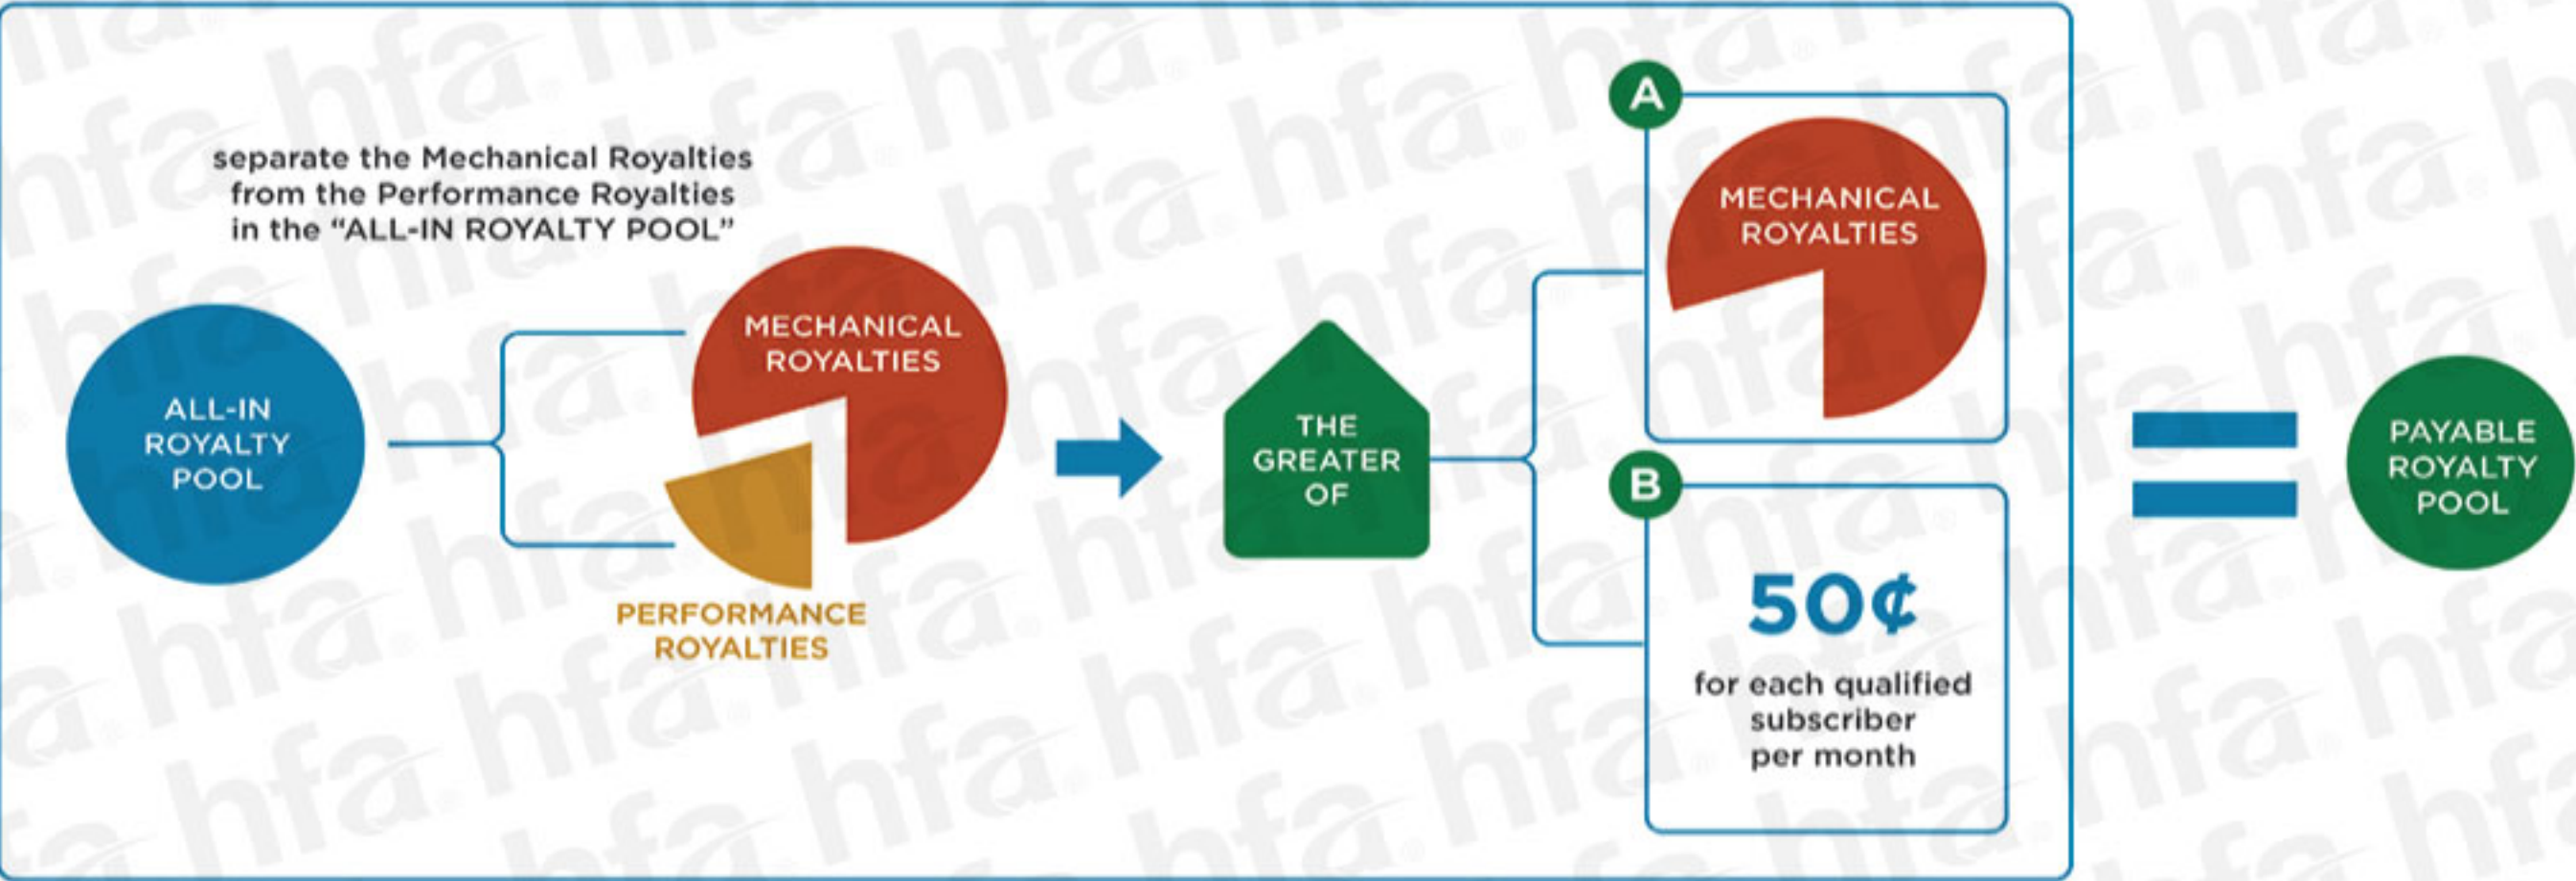 separate the Mechanical Royalties
from the Performance Royalties
in the “ALL-IN ROYALTY POOL”
ALL-IN
ROYALTY
POOL
MECHANICAL
ROYALTIES
PERFORMANCE
ROYALTIES
THE
GREATER
OF
A
MECHANICAL
ROYALTIES
B
50¢
for each qualified
subscriber
per month
PAYABLE
ROYALTY
POOL
hfa